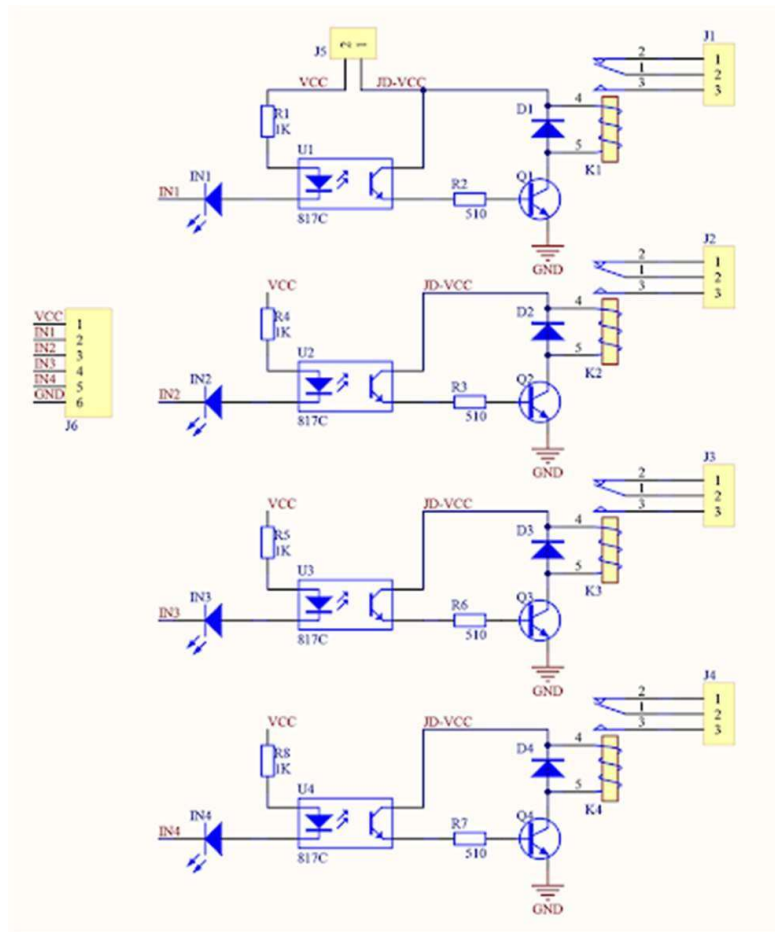 J5
2 1
J1
VCC
JD-VCC
2
1
3
1
2
3
R1
1K
D1
4
5
K1
U1
IN1
IN1
817C
R2
510
Q1
GND
J2
VCC
JD-VCC
2
1
3
1
2
3
R4
1K
D2
4
5
K2
U2
IN2
IN2
817C
R3
510
Q2
GND
VCC 1
IN1 2
IN2 3
IN3 4
IN4 5
GND 6
J6
J3
VCC
JD-VCC
2
1
3
1
2
3
R5
1K
D3
4
5
K3
U3
IN3
IN3
817C
R6
510
Q3
GND
J4
VCC
JD-VCC
2
1
3
1
2
3
R8
1K
D4
4
5
K4
U4
IN4
IN4
817C
R7
510
Q4
GND